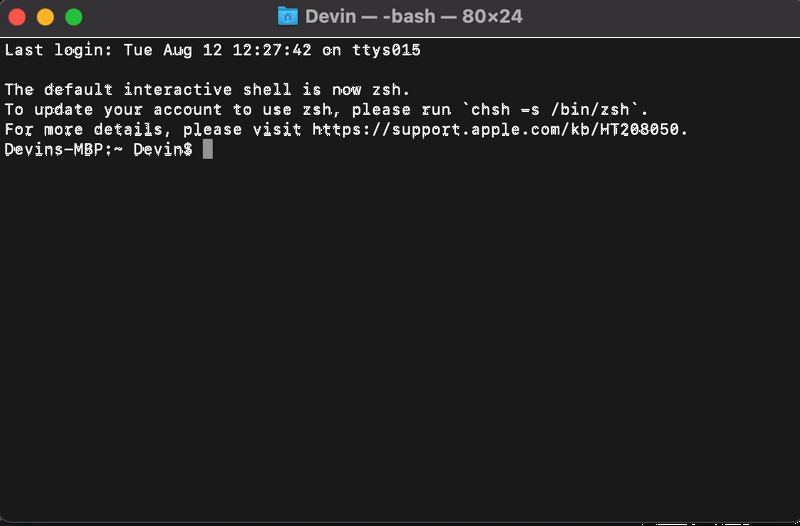 Devin — -bash — 80×24
Last login: Tue Aug 12 12:27:42 on ttys015
The default interactive shell is now zsh.
To update your account to use zsh, please run `chsh -s /bin/zsh`.
For more details, please visit https://support.apple.com/kb/HT208050.
Devins-MBP:~ Devin$